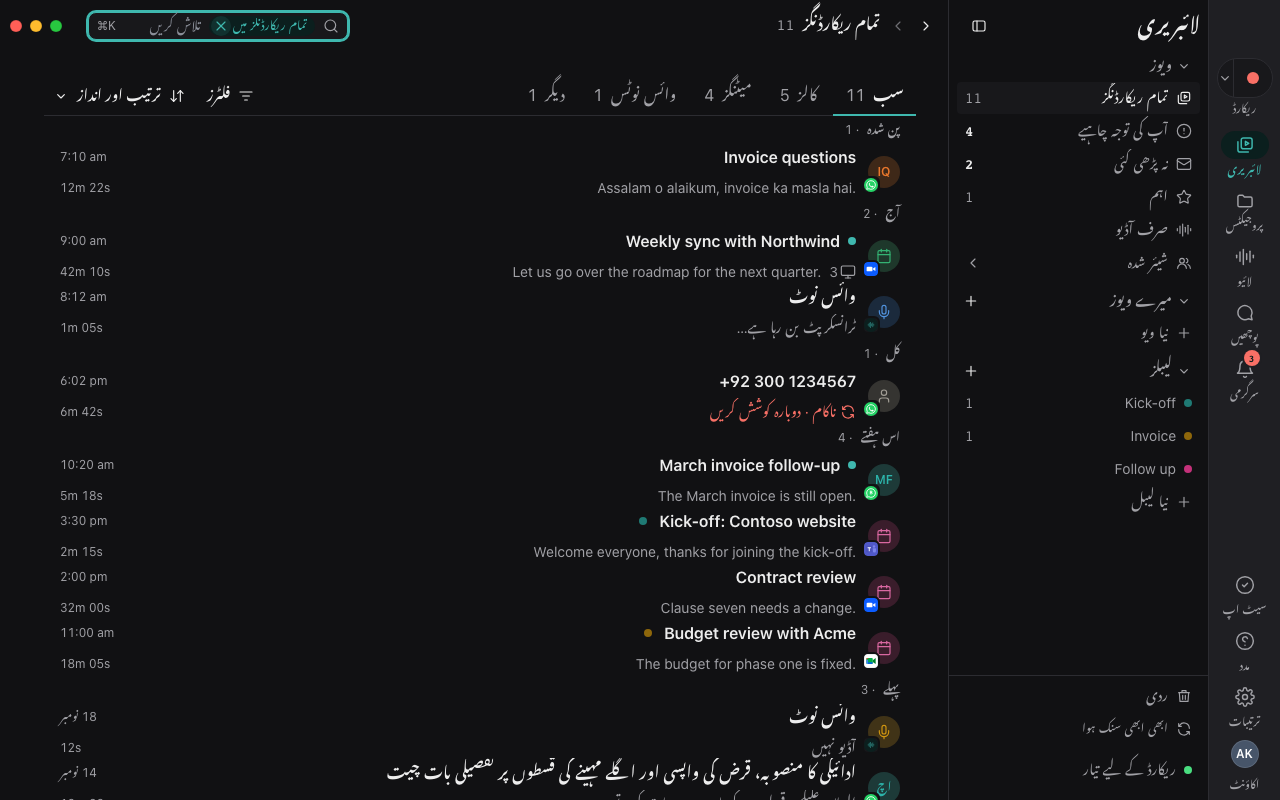 ریکارڈ
لائبریری
پروجیکٹس
لائیو
پوچھیں
3
سرگرمی
سیٹ اپ
مدد
ترتیبات
AK
اکاؤنٹ
لائبریری
ویوز
تمام ریکارڈنگز 11
آپ کی توجہ چاہیے 4
نہ پڑھی گئی 2
اہم 1
صرف آڈیو
شیئر شدہ
میرے ویوز
نیا ویو
لیبلز
Kick-off 1
Invoice 1
Follow up
نیا لیبل
ردی
ابھی ابھی سنک ہوا
ریکارڈ کے لیے تیار
تمام ریکارڈنگز 11
تمام ریکارڈنگز میں تلاش کریں ⌘K
سب 11 کالز 5 میٹنگز 4 وائس نوٹس 1 دیگر 1
فلٹرز ترتیب اور انداز
پن شدہ · 1
Invoice questions 7:10 am
IQ
Assalam o alaikum, invoice ka masla hai. 12m 22s
آج · 2
Weekly sync with Northwind 9:00 am
3 Let us go over the roadmap for the next quarter. 42m 10s
وائس نوٹ 8:12 am
ٹرانسکرپٹ بن رہا ہے... 1m 05s
کل · 1
+92 300 1234567 6:02 pm
ناکام · دوبارہ کوشش کریں 6m 42s
اس ہفتے · 4
March invoice follow-up 10:20 am
MF
The March invoice is still open. 5m 18s
Kick-off: Contoso website 3:30 pm
Welcome everyone, thanks for joining the kick-off. 2m 15s
Contract review 2:00 pm
Clause seven needs a change. 32m 00s
Budget review with Acme 11:00 am
The budget for phase one is fixed. 18m 05s
پہلے · 3
وائس نوٹ 18 نومبر
آڈیو نہیں 12s
ادائیگی کا منصوبہ، قرض کی واپسی اور اگلے مہینے کی قسطوں پر تفصیلی بات چیت 14 نومبر
اچ